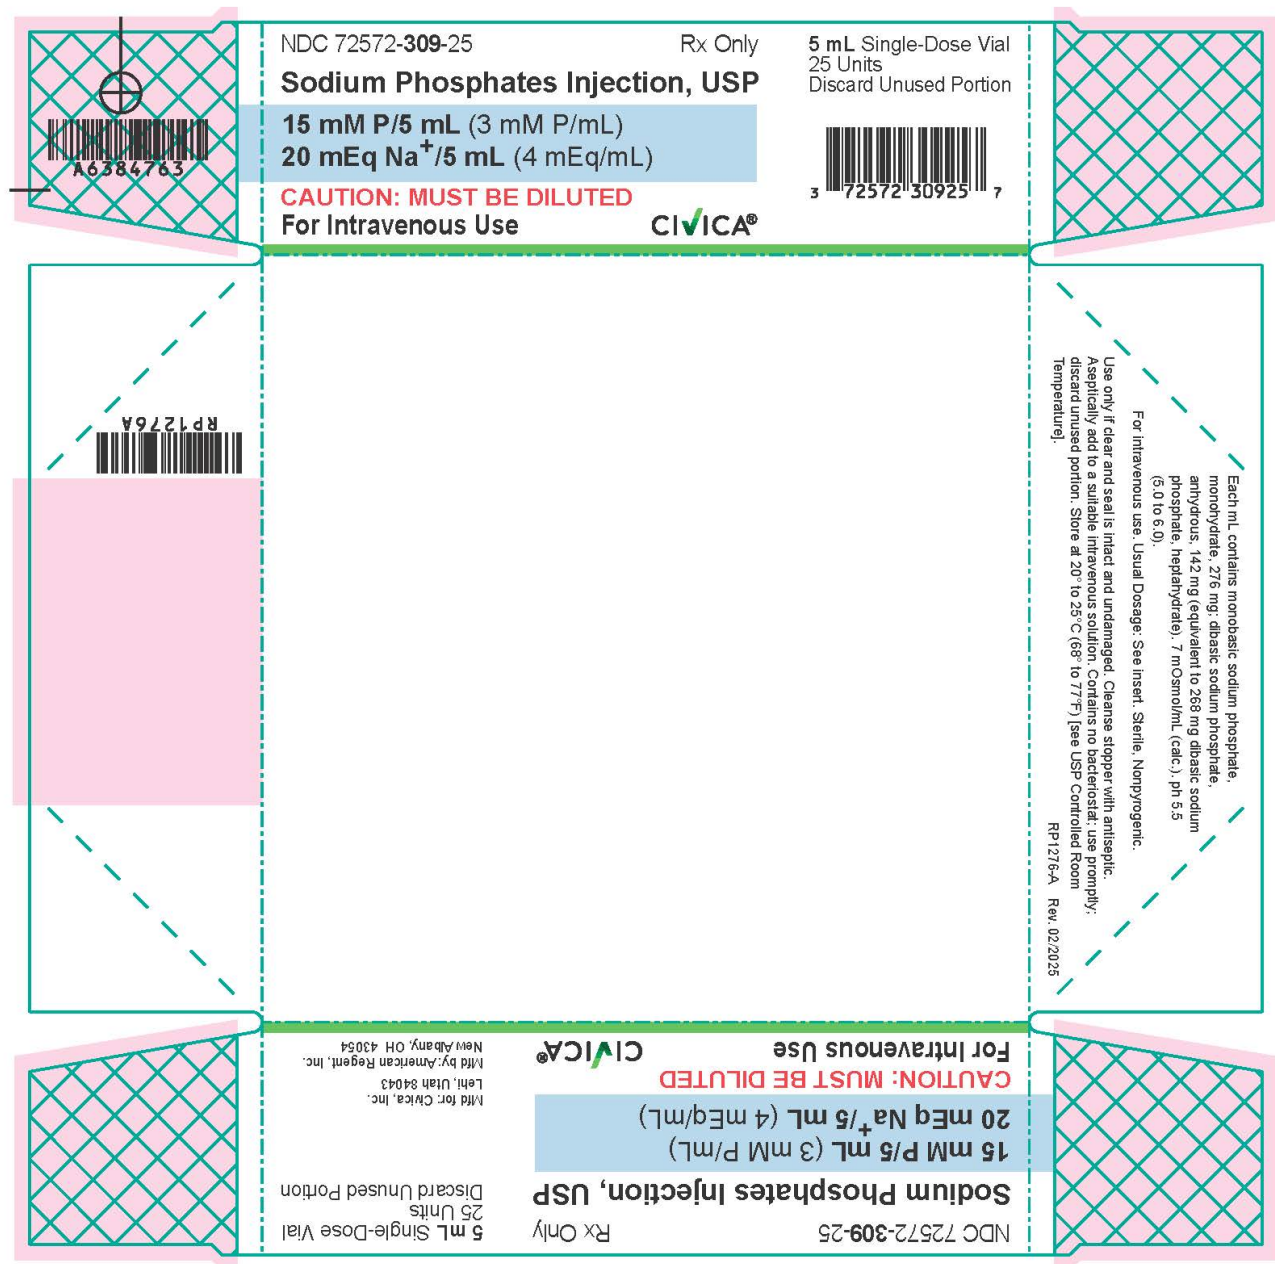 NDC 72572-309-25
Rx Only
Sodium Phosphates Injection, USP
15 mM P/5 mL (3 mM P/mL)
20 mEq Na⁺/5 mL (4 mEq/mL)
CAUTION: MUST BE DILUTED
For Intravenous Use
CIVICA®
5 mL Single-Dose Vial
25 Units
Discard Unused Portion
3 72572 30925 7
A6384763
RP1276A
Each mL contains monobasic sodium phosphate,
monohydrate, 276 mg; dibasic sodium phosphate,
anhydrous, 142 mg (equivalent to 268 mg dibasic sodium
phosphate, heptahydrate). 7 mOsmol/mL (calc.). ph 5.5
(5.0 to 6.0).
For intravenous use. Usual Dosage: See insert. Sterile, Nonpyrogenic.
Use only if clear and seal is intact and undamaged. Cleanse stopper with antiseptic.
Aseptically add to a suitable intravenous solution. Contains no bacteriostat; use promptly;
discard unused portion. Store at 20° to 25°C (68° to 77°F) [see USP Controlled Room
Temperature].
RP1276-A Rev. 02/2025
NDC 72572-309-25
Rx Only
Sodium Phosphates Injection, USP
15 mM P/5 mL (3 mM P/mL)
20 mEq Na⁺/5 mL (4 mEq/mL)
CAUTION: MUST BE DILUTED
For Intravenous Use
CIVICA®
5 mL Single-Dose Vial
25 Units
Discard Unused Portion
Mfd for: Civica, Inc.
Lehi, Utah 84043
Mfd by: American Regent, Inc.
New Albany, OH 43054